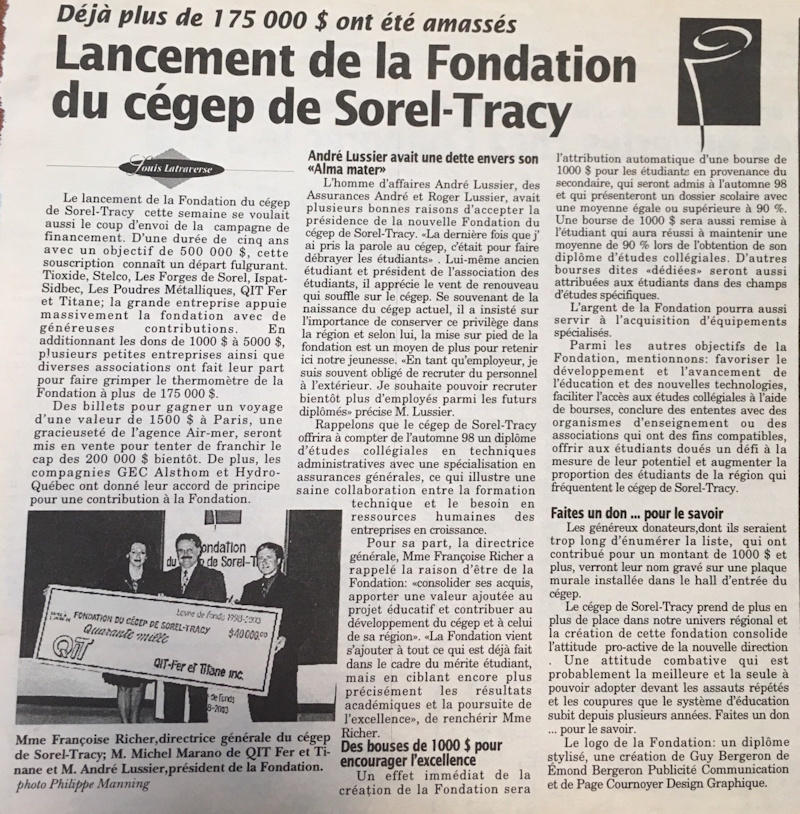 Déjà plus de 175 000 $ ont été amassés
Lancement de la Fondation
du cégep de Sorel-Tracy
Louis Latraverse
Le lancement de la Fondation du cégep
de Sorel-Tracy cette semaine se voulait
aussi le coup d'envoi de la campagne de
financement. D'une durée de cinq ans
avec un objectif de 500 000 $, cette
souscription connaît un départ fulgurant.
Tioxide, Stelco, Les Forges de Sorel, Ispat-
Sidbec, Les Poudres Métalliques, QIT Fer
et Titane; la grande entreprise appuie
massivement la fondation avec de
généreuses contributions. En
additionnant les dons de 1000 $ à 5000 $,
plusieurs petites entreprises ainsi que
diverses associations ont fait leur part
pour faire grimper le thermomètre de la
Fondation à plus de 175 000 $.
Des billets pour gagner un voyage
d'une valeur de 1500 $ à Paris, une
gracieuseté de l'agence Air-mer, seront
mis en vente pour tenter de franchir le
cap des 200 000 $ bientôt. De plus, les
compagnies GEC Alsthom et Hydro-
Québec ont donné leur accord de principe
pour une contribution à la Fondation.
Fondation
du de Sorel-T
Levée de fonds 1998-2003
FONDATION DU CÉGEP DE SOREL-TRACY
Quarante mille
$40 000,00
QIT
QIT-Fer et Titane inc.
de fonds
8-2003
Mme Françoise Richer,directrice générale du cégep
de Sorel-Tracy; M. Michel Marano de QIT Fer et Ti-
nane et M. André Lussier,président de la Fondation.
photo Philippe Manning
André Lussier avait une dette envers son
«Alma mater»
L'homme d'affaires André Lussier, des
Assurances André et Roger Lussier, avait
plusieurs bonnes raisons d'accepter la
présidence de la nouvelle Fondation du
cégep de Sorel-Tracy. «La dernière fois que j'
ai pris la parole au cégep, c'était pour faire
débrayer les étudiants» . Lui-même ancien
étudiant et président de l'association des
étudiants, il apprécie le vent de renouveau
qui souffle sur le cégep. Se souvenant de la
naissance du cégep actuel, il a insisté sur
l'importance de conserver ce privilège dans
la région et selon lui, la mise sur pied de la
fondation est un moyen de plus pour retenir
ici notre jeunesse. «En tant qu'employeur, je
suis souvent obligé de recruter du personnel
à l'extérieur. Je souhaite pouvoir recruter
bientôt plus d'employés parmi les futurs
diplômés» précise M. Lussier.
Rappelons que le cégep de Sorel-Tracy
offrira à compter de l'automne 98 un diplôme
d'études collégiales en techniques
administratives avec une spécialisation en
assurances générales, ce qui illustre une
saine collaboration entre la formation
technique et le besoin en
ressources humaines des
entreprises en croissance.
Pour sa part, la directrice
générale, Mme Françoise Richer a
rappelé la raison d'être de la
Fondation: «consolider ses acquis,
apporter une valeur ajoutée au
projet éducatif et contribuer au
développement du cégep et à celui
de sa région». «La Fondation vient
s'ajouter à tout ce qui est déjà fait
dans le cadre du mérite étudiant,
mais en ciblant encore plus
précisément les résultats
académiques et la poursuite de
l'excellence», de renchérir Mme
Richer.
Des bouses de 1000 $ pour
encourager l'excellence
Un effet immédiat de la
création de la Fondation sera
l'attribution automatique d'une bourse de
1000 $ pour les étudiants en provenance du
secondaire, qui seront admis à l'automne 98
et qui présenteront un dossier scolaire avec
une moyenne égale ou supérieure à 90 %.
Une bourse de 1000 $ sera aussi remise à
l'étudiant qui aura réussi à maintenir une
moyenne de 90 % lors de l'obtention de son
diplôme d'études collégiales. D'autres
bourses dites «dédiées» seront aussi
attribuées aux étudiants dans des champs
d'études spécifiques.
L'argent de la Fondation pourra aussi
servir à l'acquisition d'équipements
spécialisés.
Parmi les autres objectifs de la
Fondation, mentionnons: favoriser le
développement et l'avancement de
l'éducation et des nouvelles technologies,
faciliter l'accès aux études collégiales à l'aide
de bourses, conclure des ententes avec des
organismes d'enseignement ou des
associations qui ont des fins compatibles,
offrir aux étudiants doués un défi à la
mesure de leur potentiel et augmenter la
proportion des étudiants de la région qui
fréquentent le cégep de Sorel-Tracy.
Faites un don ... pour le savoir
Les généreux donateurs,dont ils seraient
trop long d'énumérer la liste, qui ont
contribué pour un montant de 1000 $ et
plus, verront leur nom gravé sur une plaque
murale installée dans le hall d'entrée du
cégep.
Le cégep de Sorel-Tracy prend de plus en
plus de place dans notre univers régional et
la création de cette fondation consolide
l'attitude pro-active de la nouvelle direction
. Une attitude combative qui est
probablement la meilleure et la seule à
pouvoir adopter devant les assauts répétés
et les coupures que le système d'éducation
subit depuis plusieurs années. Faites un don
... pour le savoir.
Le logo de la Fondation: un diplôme
stylisé, une création de Guy Bergeron de
Émond Bergeron Publicité Communication
et de Page Cournoyer Design Graphique.